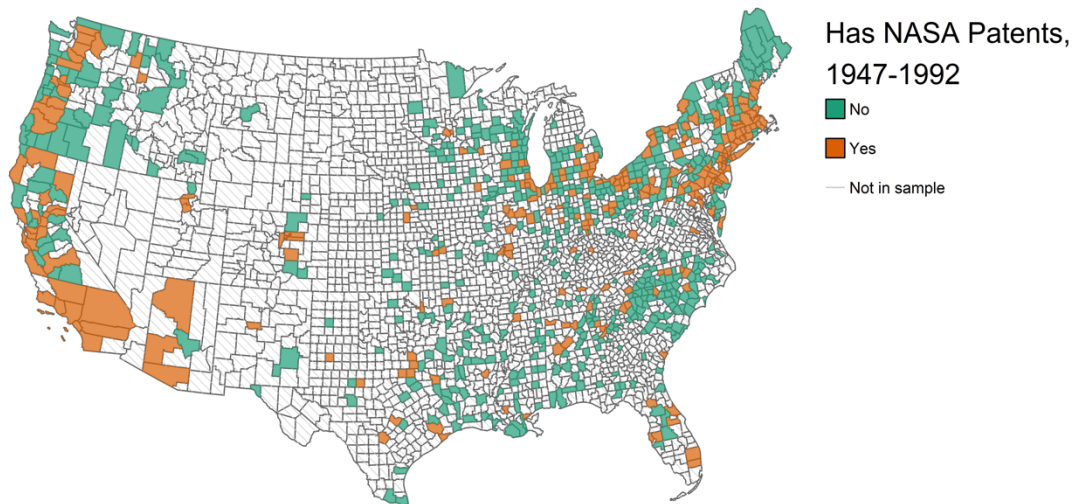 Has NASA Patents,
1947-1992
No
Yes
Not in sample